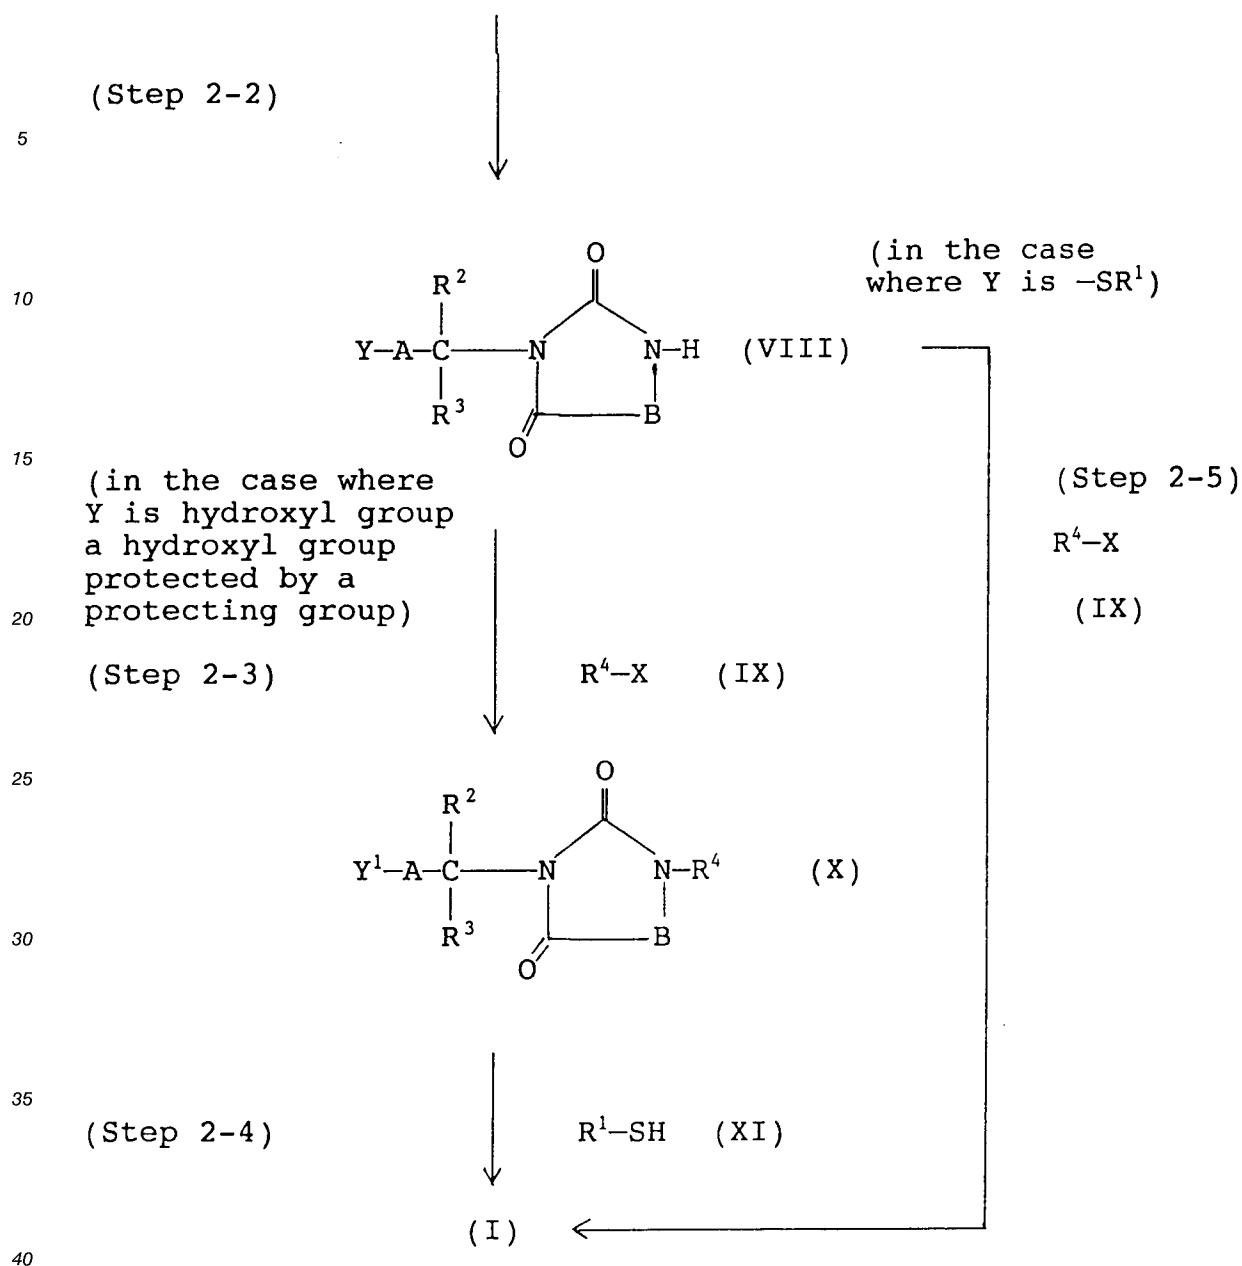 (Step 2-2)
5
O
(in the case
R²
where Y is —SR¹)
10
Y—A—C—N N—H (VIII)
R³ B
O
15
(in the case where
(Step 2-5)
Y is hydroxyl group
a hydroxyl group
R⁴—X
protected by a
protecting group)
(IX)
20
(Step 2-3)
R⁴—X (IX)
25
O
R²
Y¹—A—C—N N—R⁴ (X)
R³ B
30
O
35
(Step 2-4)
R¹—SH (XI)
(I)
40